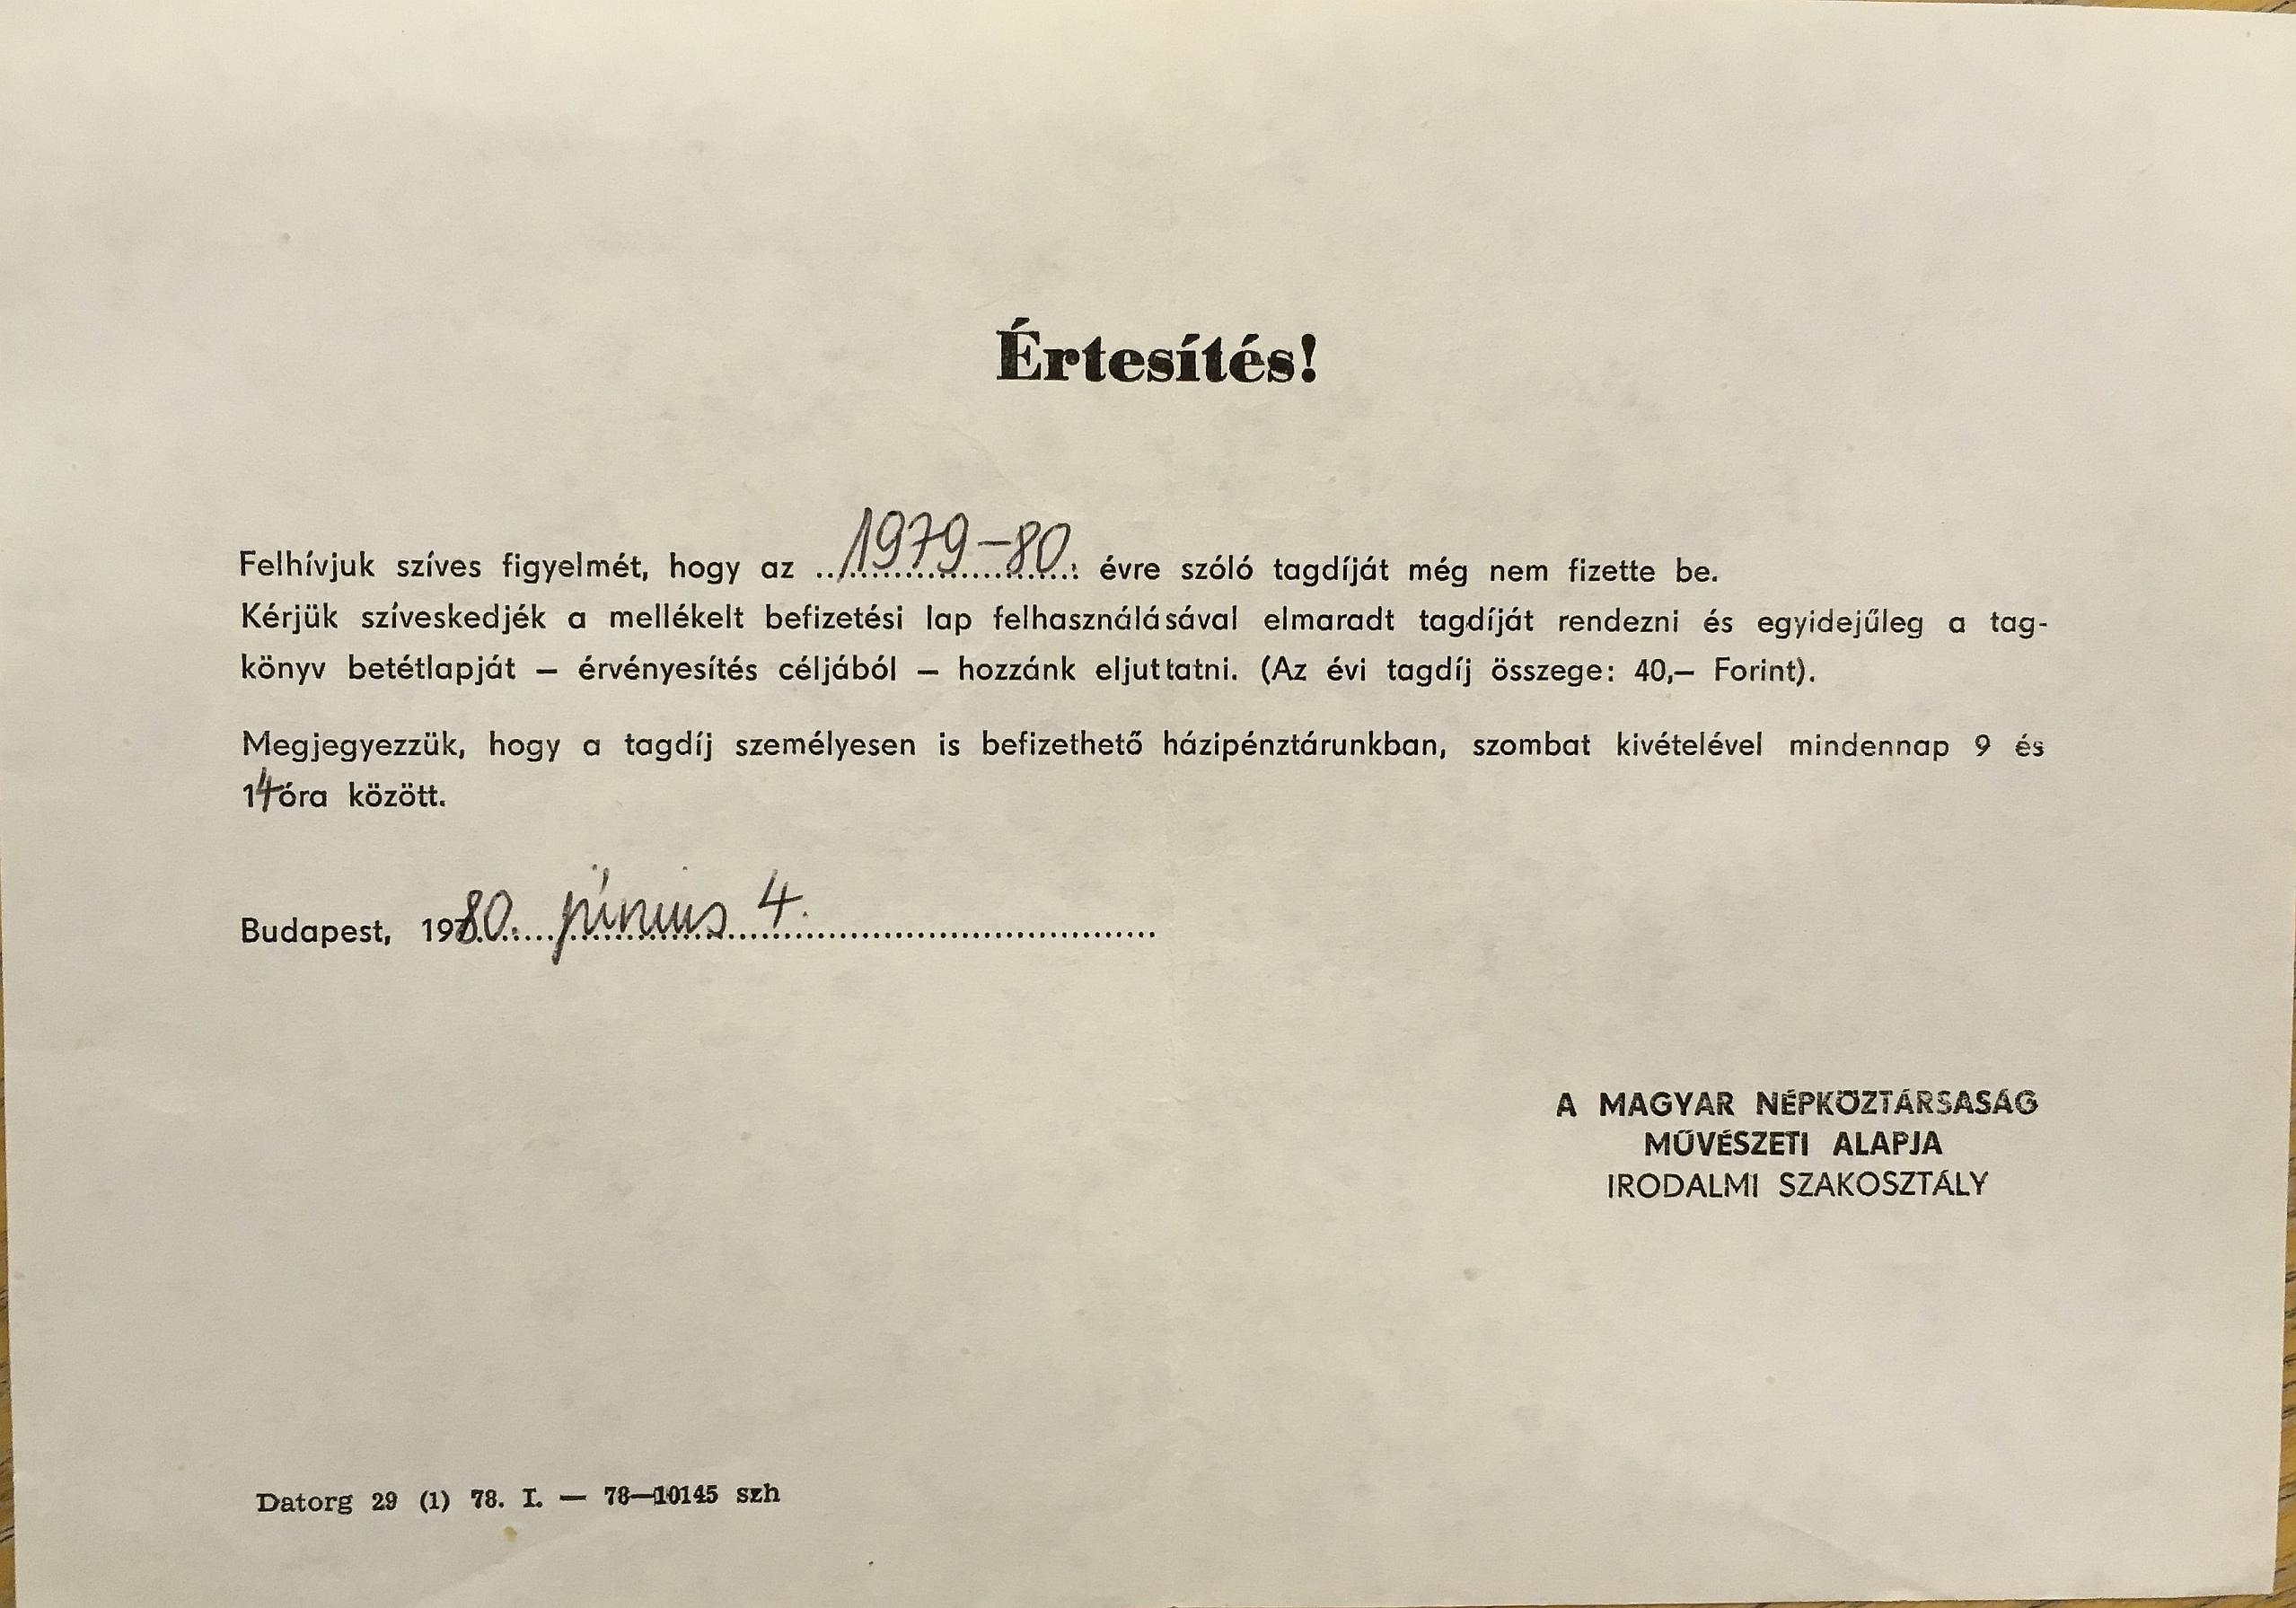 Értesítés!
Felhívjuk szíves figyelmét, hogy az 1979-80. évre szóló tagdíját még nem fizette be.
Kérjük szíveskedjék a mellékelt befizetési lap felhasználásával elmaradt tagdíját rendezni és egyidejűleg a tag-
könyv betétlapját — érvényesítés céljából — hozzánk eljuttatni. (Az évi tagdíj összege: 40,— Forint).
Megjegyezzük, hogy a tagdíj személyesen is befizethető házipénztárunkban, szombat kivételével mindennap 9 és
14 óra között.
Budapest, 1980. június 4.
A MAGYAR NÉPKÖZTÁRSASÁG
MŰVÉSZETI ALAPJA
IRODALMI SZAKOSZTÁLY
Datorg 29 (1) 78. I. — 78—10145 szh